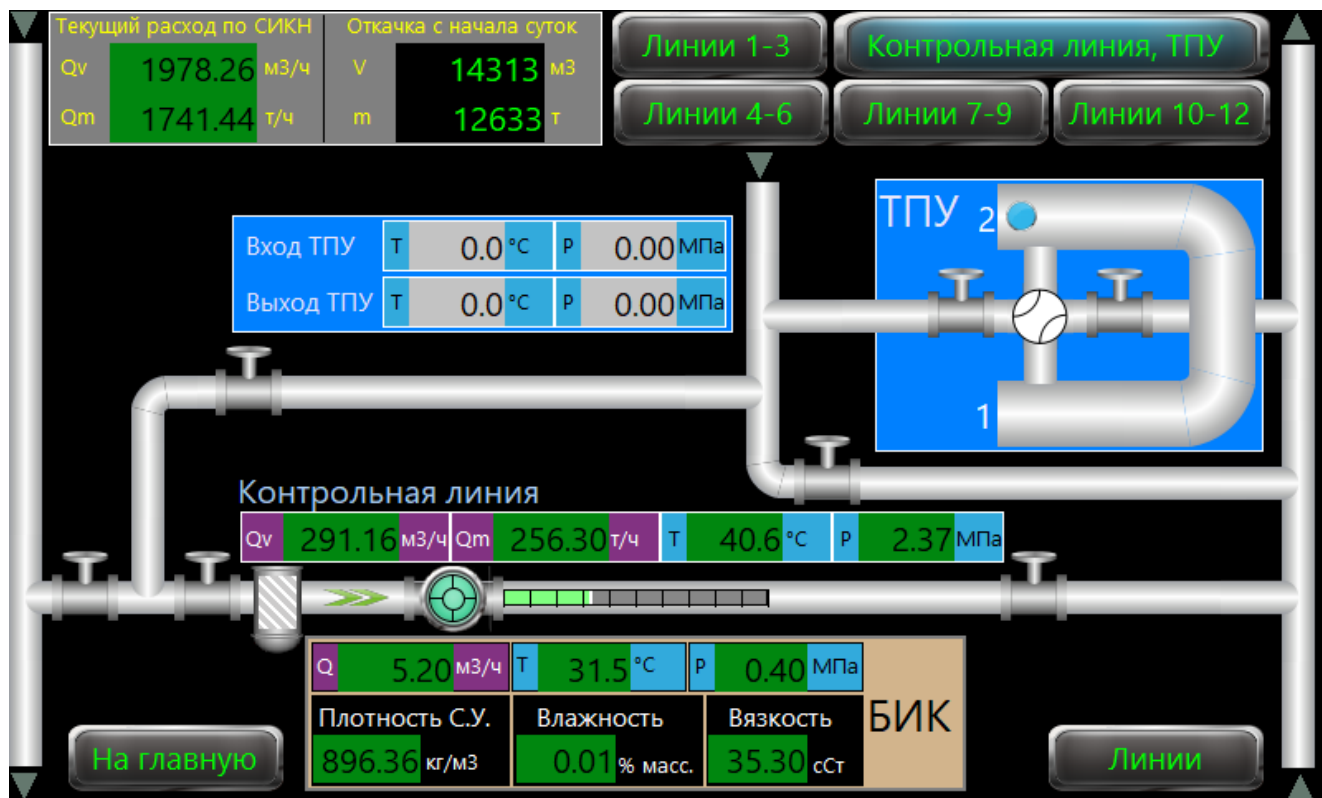 Текущий расход по СИКН Откачка с начала суток
Qv 1978.26 м3/ч V 14313 м3
Qm 1741.44 т/ч m 12633 т
Линии 1-3 Контрольная линия, ТПУ
Линии 4-6 Линии 7-9 Линии 10-12
ТПУ 2
1
Вход ТПУ T 0.0 °C P 0.00 МПа
Выход ТПУ T 0.0 °C P 0.00 МПа
Контрольная линия
Qv 291.16 м3/ч Qm 256.30 т/ч T 40.6 °C P 2.37 МПа
Q 5.20 м3/ч T 31.5 °C P 0.40 МПа
БИК
Плотность С.У. Влажность Вязкость
896.36 кг/м3 0.01 % масс. 35.30 сСт
На главную Линии